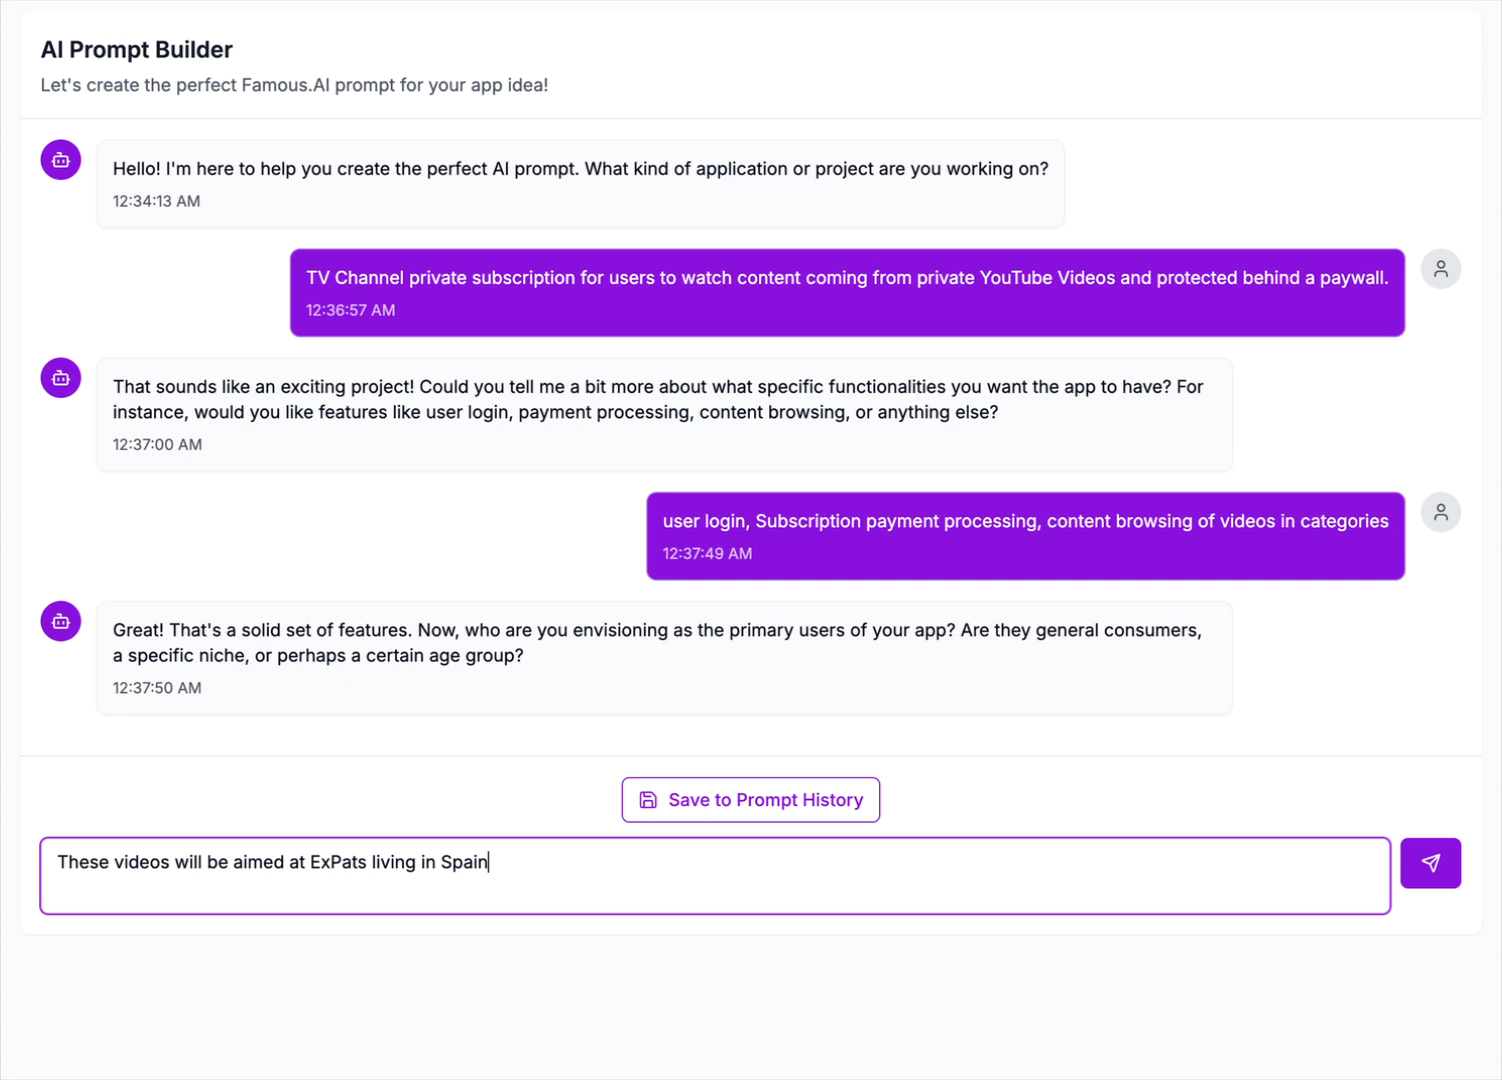 AI Prompt Builder
Let's create the perfect Famous.AI prompt for your app idea!
Hello! I'm here to help you create the perfect AI prompt. What kind of application or project are you working on?
12:34:13 AM
TV Channel private subscription for users to watch content coming from private YouTube Videos and protected behind a paywall.
12:36:57 AM
That sounds like an exciting project! Could you tell me a bit more about what specific functionalities you want the app to have? For
instance, would you like features like user login, payment processing, content browsing, or anything else?
12:37:00 AM
user login, Subscription payment processing, content browsing of videos in categories
12:37:49 AM
Great! That's a solid set of features. Now, who are you envisioning as the primary users of your app? Are they general consumers,
a specific niche, or perhaps a certain age group?
12:37:50 AM
Save to Prompt History
These videos will be aimed at ExPats living in Spain